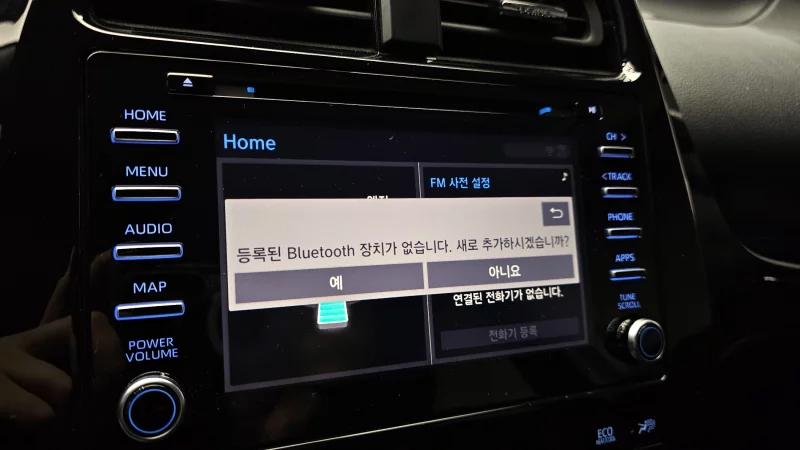 HOME
MENU
AUDIO
MAP
POWER
VOLUME
Home
FM 사전 설정
등록된 Bluetooth 장치가 없습니다. 새로 추가하시겠습니까?
예
아니요
연결된 전화기가 없습니다.
전화기 등록
CH >
< TRACK
PHONE
APPS
TUNE
SCROLL
ECO